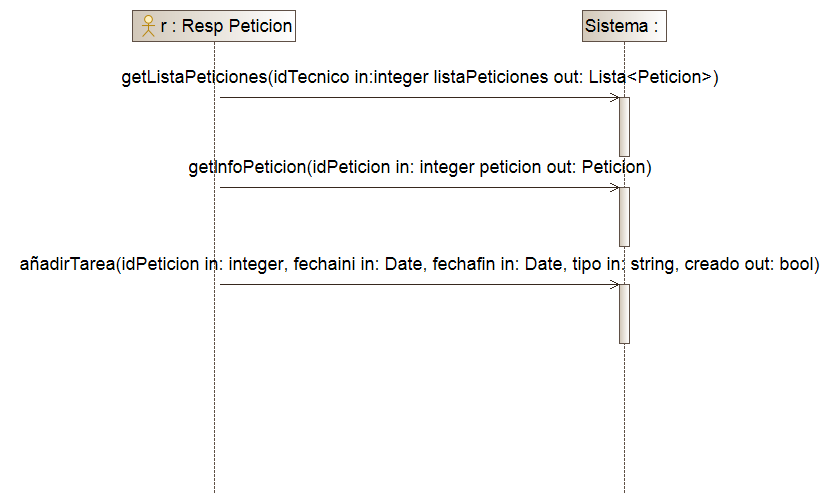 r : Resp Peticion
Sistema :
getListaPeticiones(idTecnico in:integer listaPeticiones out: Lista<Peticion>)
getInfoPeticion(idPeticion in: integer peticion out: Peticion)
añadirTarea(idPeticion in: integer, fechaini in: Date, fechafin in: Date, tipo in: string, creado out: bool)